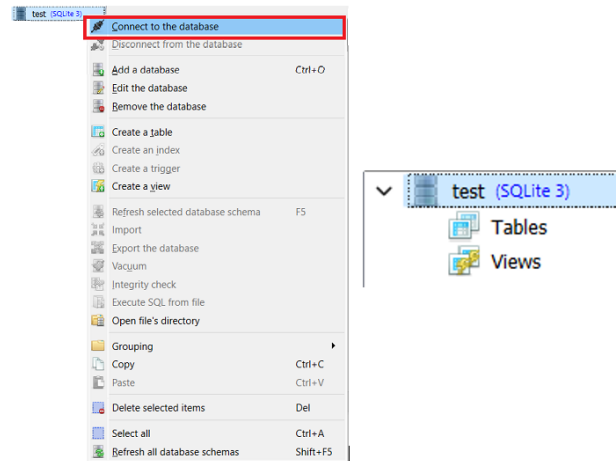 test (SQLite 3)
Connect to the database
Disconnect from the database
Add a database Ctrl+O
Edit the database
Remove the database
Create a table
Create an index
Create a trigger
Create a view
Refresh selected database schema F5
Import
Export the database
Vacuum
Integrity check
Execute SQL from file
Open file's directory
Grouping
Copy Ctrl+C
Paste Ctrl+V
Delete selected items Del
Select all Ctrl+A
Refresh all database schemas Shift+F5
test (SQLite 3)
Tables
Views